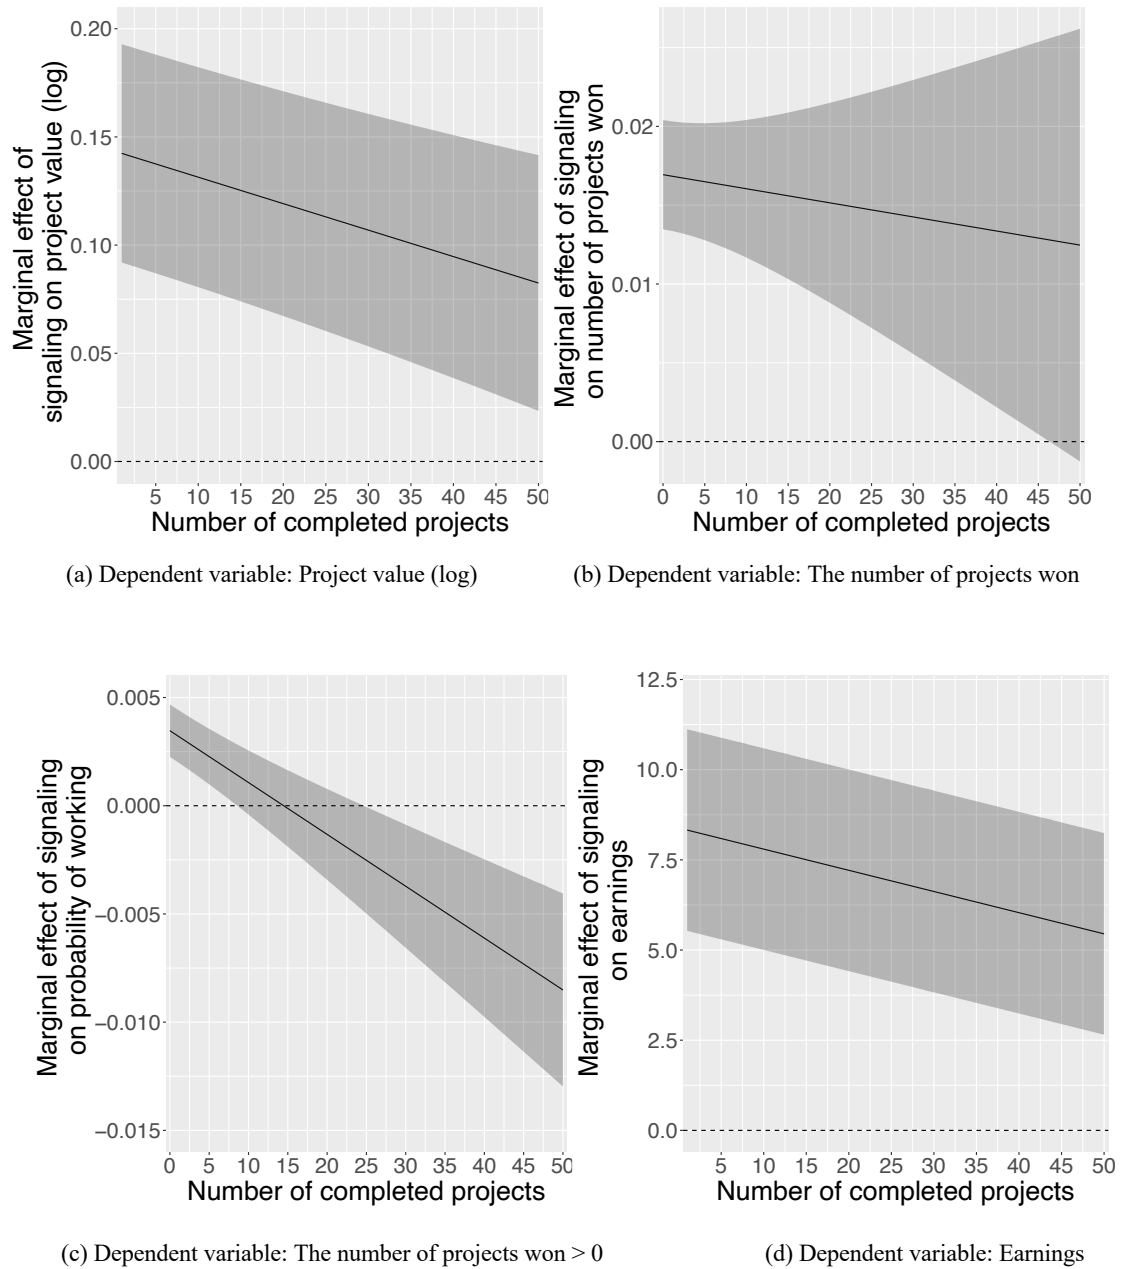 0.20
0.15
0.10
0.05
0.00
Marginal effect of
signaling on project value (log)
5 10 15 20 25 30 35 40 45 50
Number of completed projects
(a) Dependent variable: Project value (log)
0.02
0.01
0.00
Marginal effect of signaling
on number of projects won
0 5 10 15 20 25 30 35 40 45 50
Number of completed projects
(b) Dependent variable: The number of projects won
0.005
0.000
−0.005
−0.010
−0.015
Marginal effect of signaling
on probability of working
0 5 10 15 20 25 30 35 40 45 50
Number of completed projects
(c) Dependent variable: The number of projects won > 0
12.5
10.0
7.5
5.0
2.5
0.0
Marginal effect of signaling
on earnings
5 10 15 20 25 30 35 40 45 50
Number of completed projects
(d) Dependent variable: Earnings